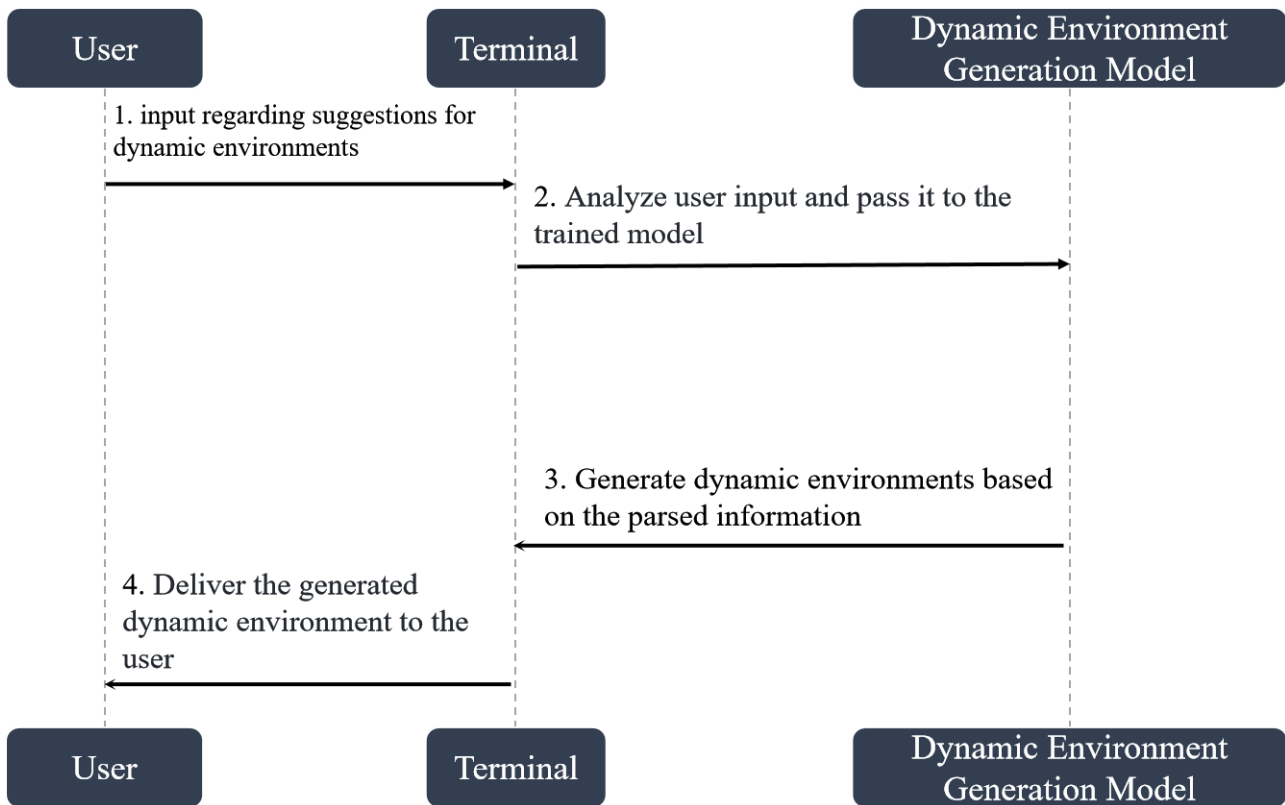 User
Terminal
Dynamic Environment
Generation Model
1. input regarding suggestions for
dynamic environments
2. Analyze user input and pass it to the
trained model
3. Generate dynamic environments based
on the parsed information
4. Deliver the generated
dynamic environment to the
user
User
Terminal
Dynamic Environment
Generation Model